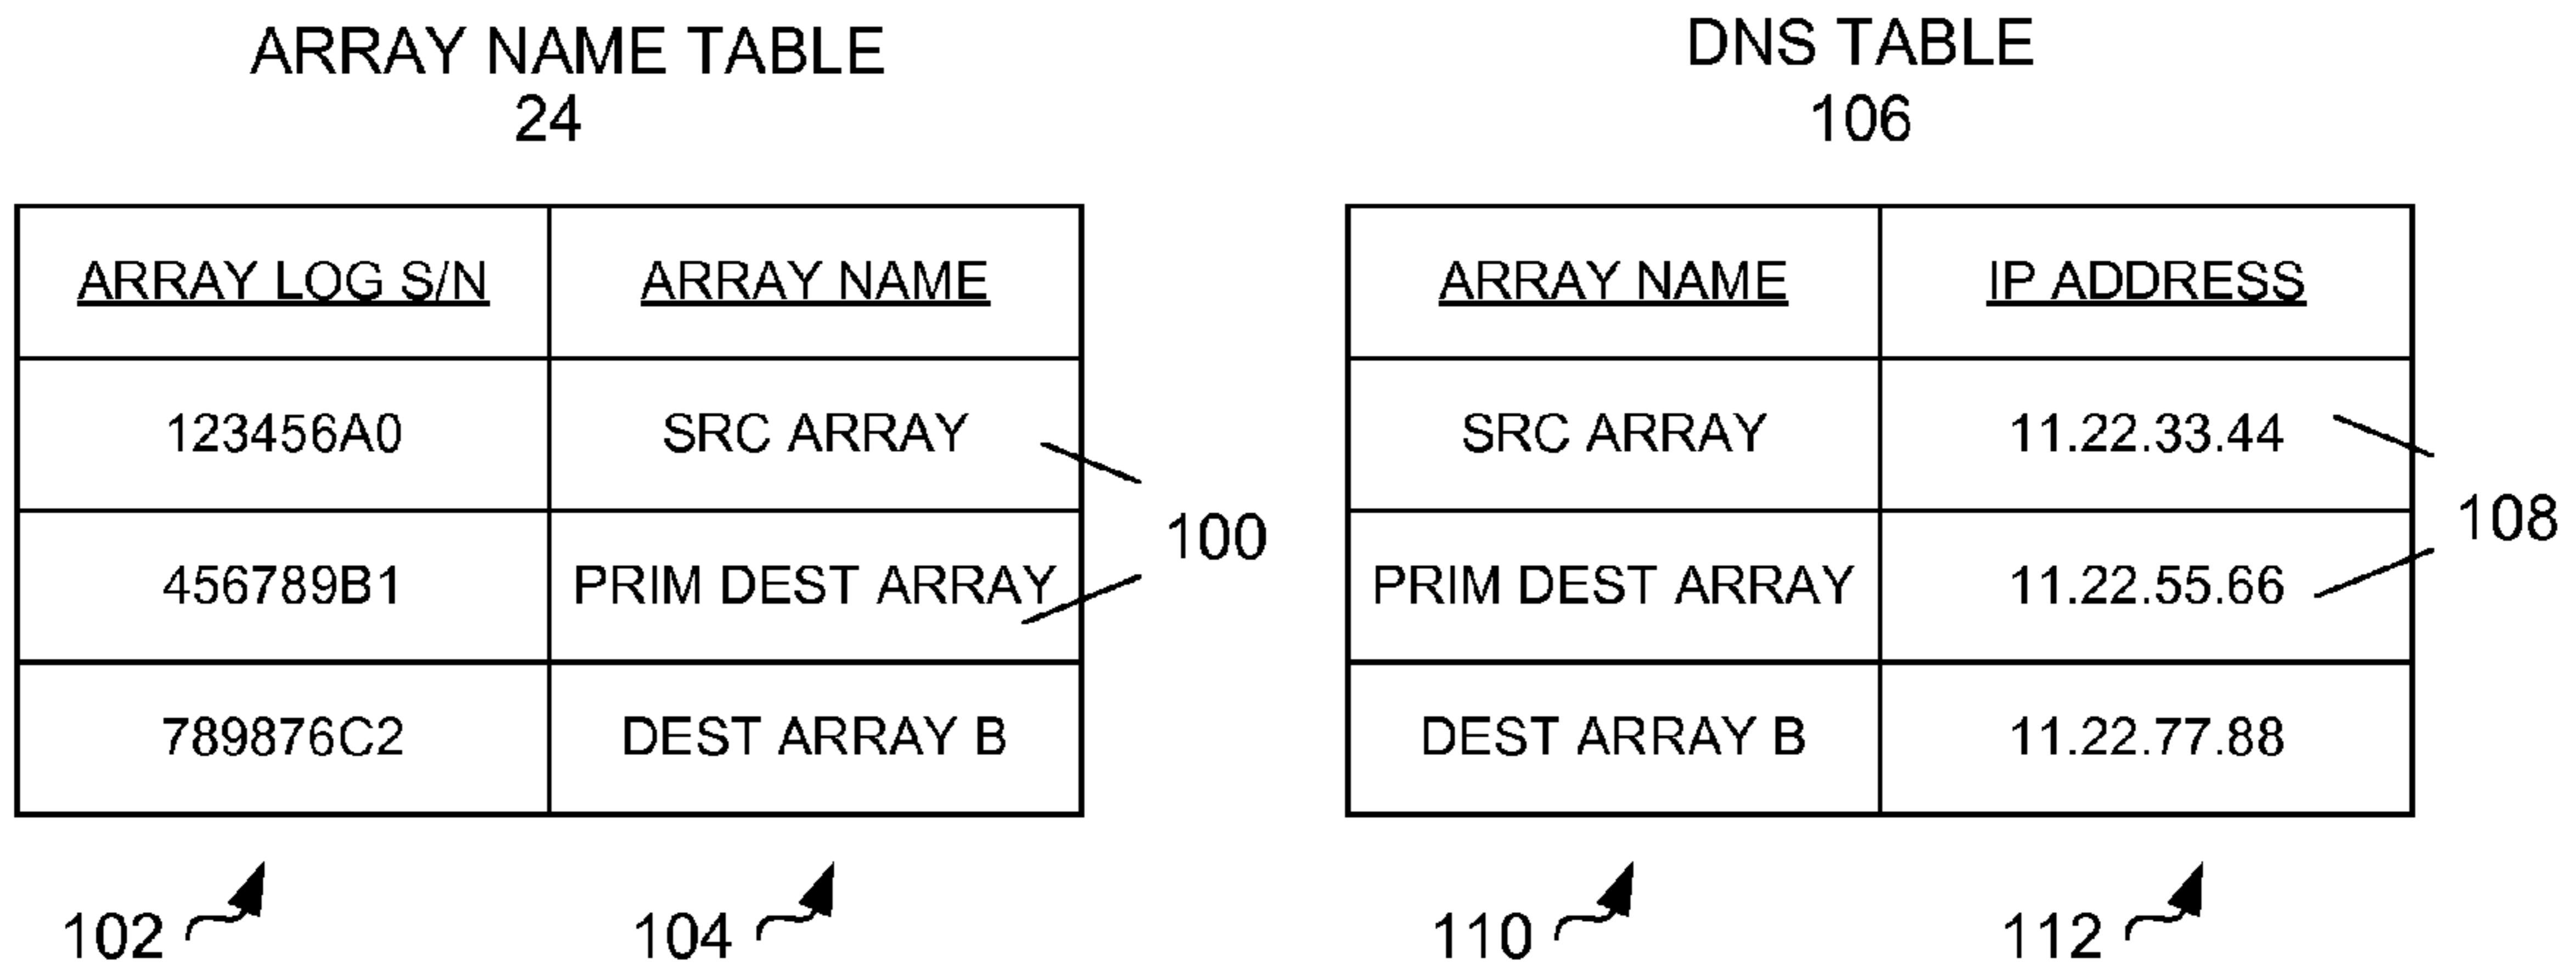 ARRAY NAME TABLE
24
ARRAY LOG S/N ARRAY NAME
123456A0 SRC ARRAY
456789B1 PRIM DEST ARRAY
789876C2 DEST ARRAY B
100
102 104
DNS TABLE
106
ARRAY NAME IP ADDRESS
SRC ARRAY 11.22.33.44
PRIM DEST ARRAY 11.22.55.66
DEST ARRAY B 11.22.77.88
108
110 112